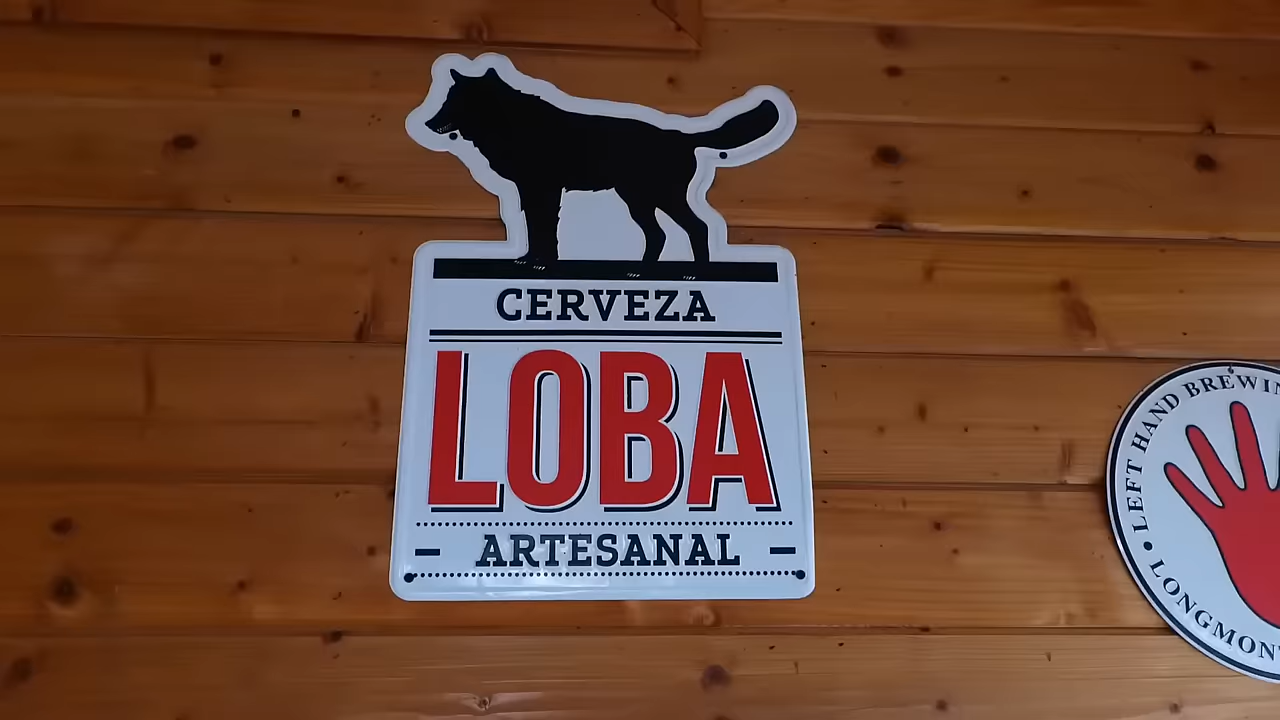 CERVEZA
LOBA
ARTESANAL
LEFT HAND BREWIN
• LONGMON